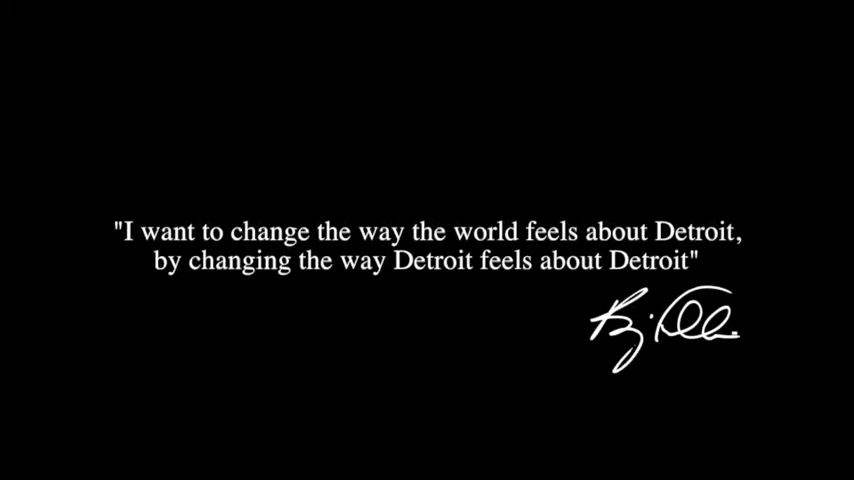 "I want to change the way the world feels about Detroit,
by changing the way Detroit feels about Detroit"